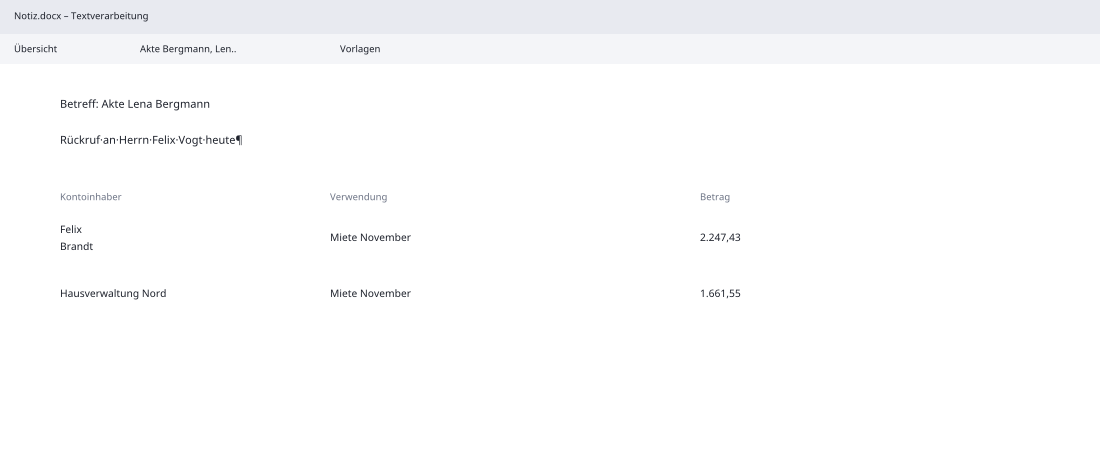 Notiz.docx – Textverarbeitung
Übersicht Akte Bergmann, Len.. Vorlagen
Betreff: Akte Lena Bergmann
Rückruf·an·Herrn·Felix·Vogt·heute¶
Kontoinhaber Verwendung Betrag
Felix
Brandt
Miete November 2.247,43
Hausverwaltung Nord Miete November 1.661,55